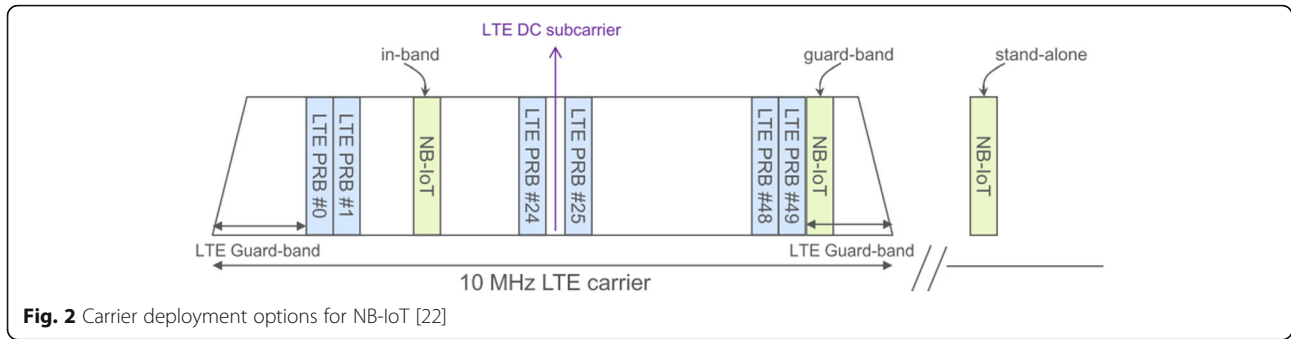 LTE DC subcarrier
in-band
guard-band
stand-alone
LTE PRB #0
LTE PRB #1
NB-IoT
LTE PRB #24
LTE PRB #25
LTE PRB #48
LTE PRB #49
NB-IoT
NB-IoT
LTE Guard-band
LTE Guard-band
10 MHz LTE carrier
Fig. 2 Carrier deployment options for NB-IoT [22]